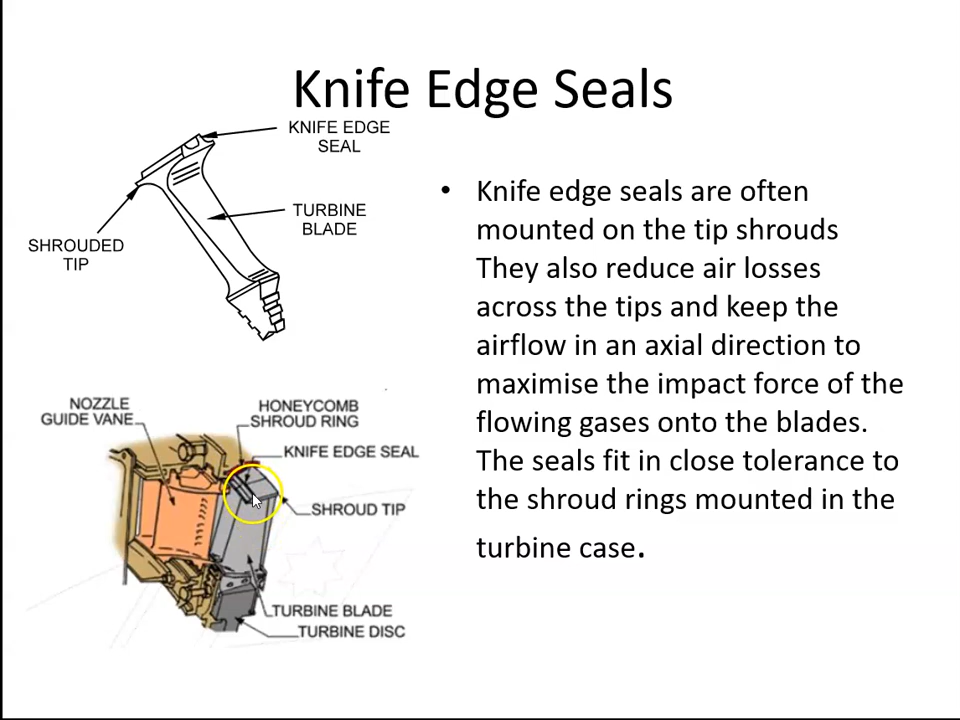 Knife Edge Seals
KNIFE EDGE
SEAL
TURBINE
BLADE
SHROUDED
TIP
• Knife edge seals are often
mounted on the tip shrouds
They also reduce air losses
across the tips and keep the
airflow in an axial direction to
maximise the impact force of the
flowing gases onto the blades.
The seals fit in close tolerance to
the shroud rings mounted in the
turbine case.
NOZZLE
GUIDE VANE
HONEYCOMB
SHROUD RING
KNIFE EDGE SEAL
SHROUD TIP
TURBINE BLADE
TURBINE DISC